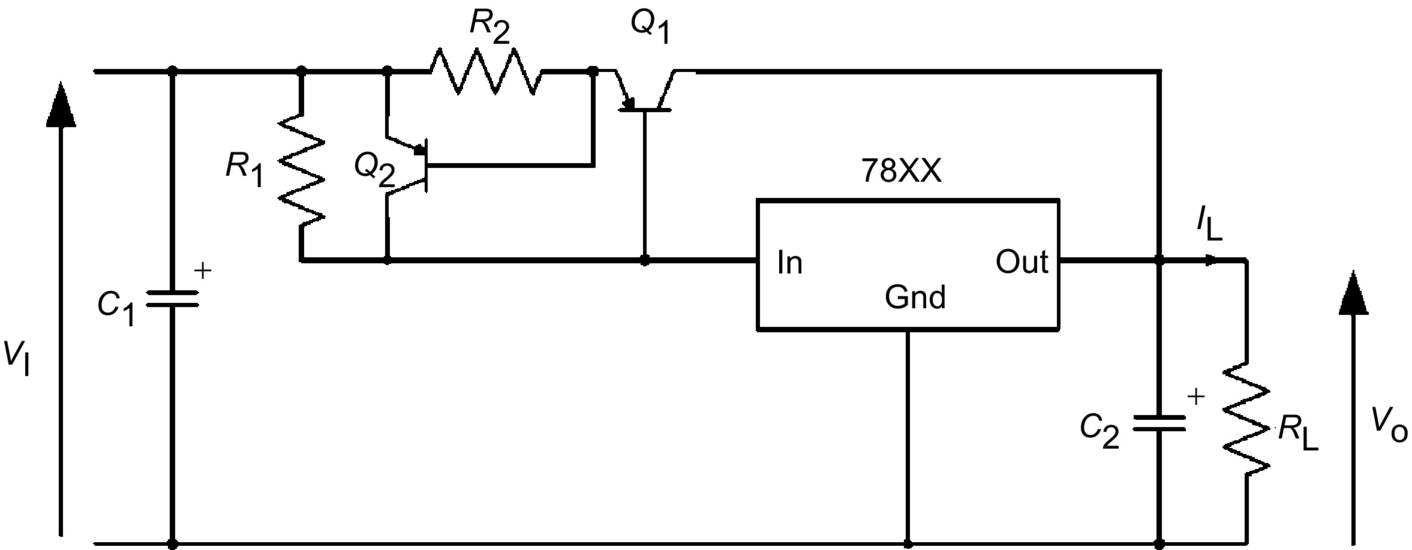 R2
Q1
R1
Q2
78XX
IL
In
Out
Gnd
+
C1
VI
+
C2
RL
Vo